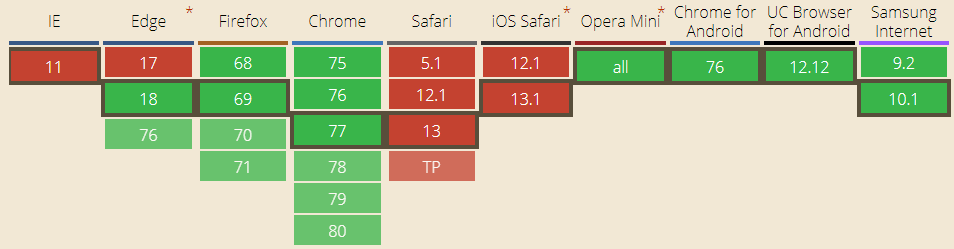 IE Edge * Firefox Chrome Safari iOS Safari * Opera Mini * Chrome for Android UC Browser for Android Samsung Internet
11 17 68 75 5.1 12.1 all 76 12.12 9.2
18 69 76 12.1 13.1 10.1
76 70 77 13
71 78 TP
79
80